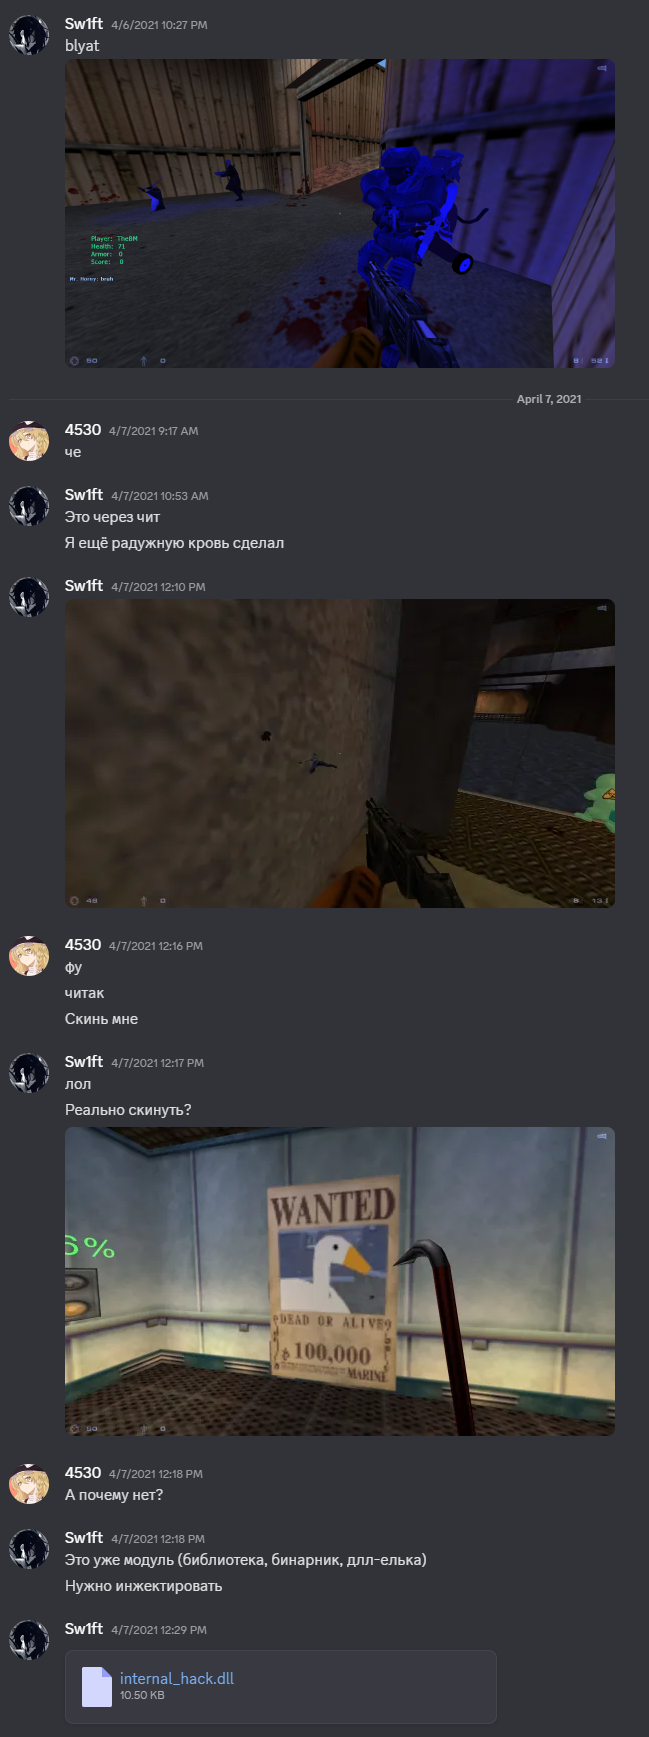 Sw1ft 4/6/2021 10:27 PM
blyat
Player: TheBM
Health: 71
Armor: 0
Score: 0
Mr. Horny: bruh
50 0
April 7, 2021
4530 4/7/2021 9:17 AM
че
Sw1ft 4/7/2021 10:53 AM
Это через чит
Я ещё радужную кровь сделал
Sw1ft 4/7/2021 12:10 PM
48 0
4530 4/7/2021 12:16 PM
фу
читак
Скинь мне
Sw1ft 4/7/2021 12:17 PM
лол
Реально скинуть?
6%
WANTED
DEAD OR ALIVE
100,000
MARINE
4530 4/7/2021 12:18 PM
А почему нет?
Sw1ft 4/7/2021 12:18 PM
Это уже модуль (библиотека, бинарник, длл-елька)
Нужно инжектировать
Sw1ft 4/7/2021 12:29 PM
internal_hack.dll
10.50 KB